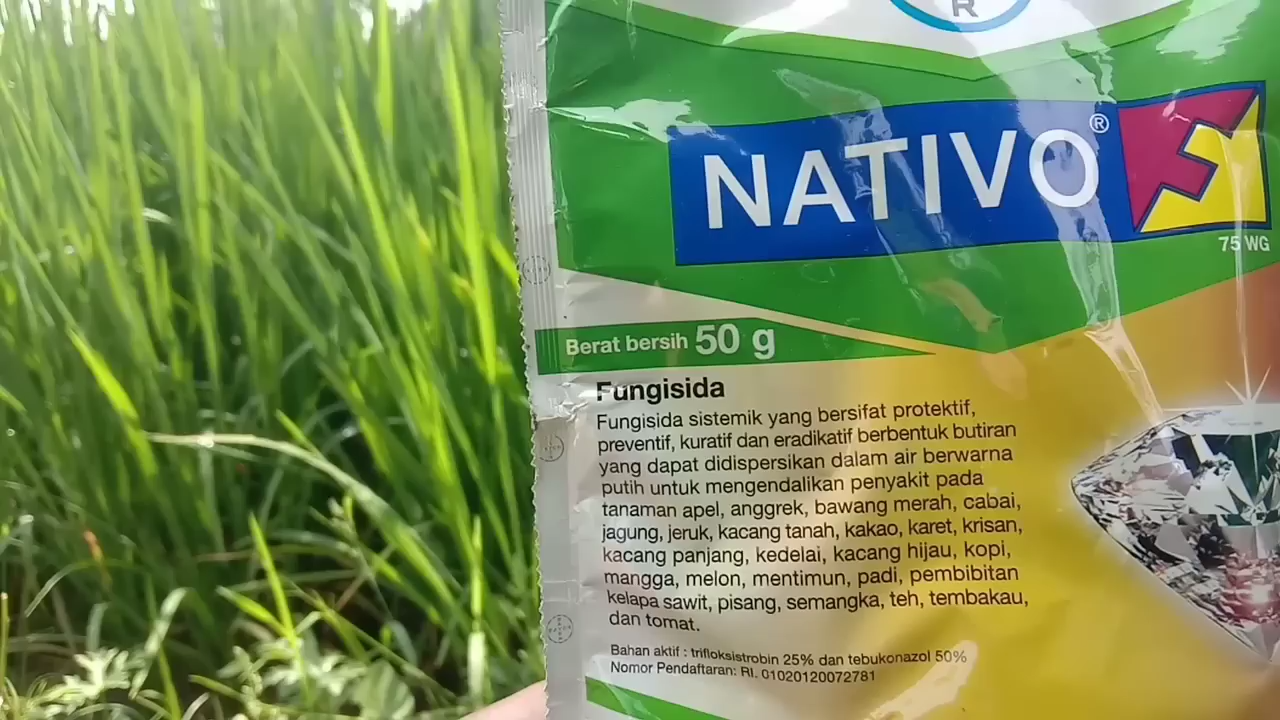 R
NATIVO®
75 WG
Berat bersih 50 g
Fungisida
Fungisida sistemik yang bersifat protektif,
preventif, kuratif dan eradikatif berbentuk butiran
yang dapat didispersikan dalam air berwarna
putih untuk mengendalikan penyakit pada
tanaman apel, anggrek, bawang merah, cabai,
jagung, jeruk, kacang tanah, kakao, karet, krisan,
kacang panjang, kedelai, kacang hijau, kopi,
mangga, melon, mentimun, padi, pembibitan
kelapa sawit, pisang, semangka, teh, tembakau,
dan tomat.
Bahan aktif : trifloksistrobin 25% dan tebukonazol 50%
Nomor Pendaftaran: RI. 01020120072781